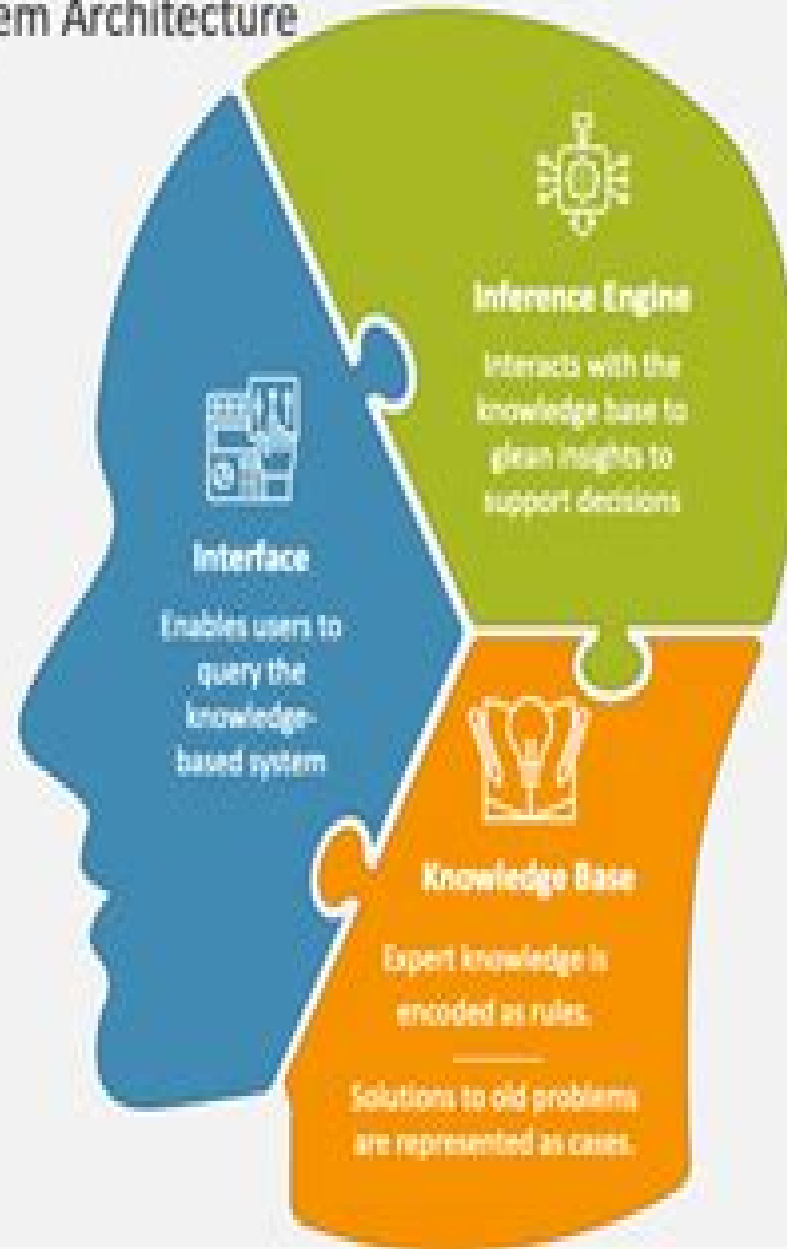 em Architecture
Inference Engine
Interacts with the
knowledge base to
glean insights to
support decisions
Interface
Enables users to
query the
knowledge-
based system
Knowledge Base
Expert knowledge is
encoded as rules.
Solutions to old problems
are represented as cases.